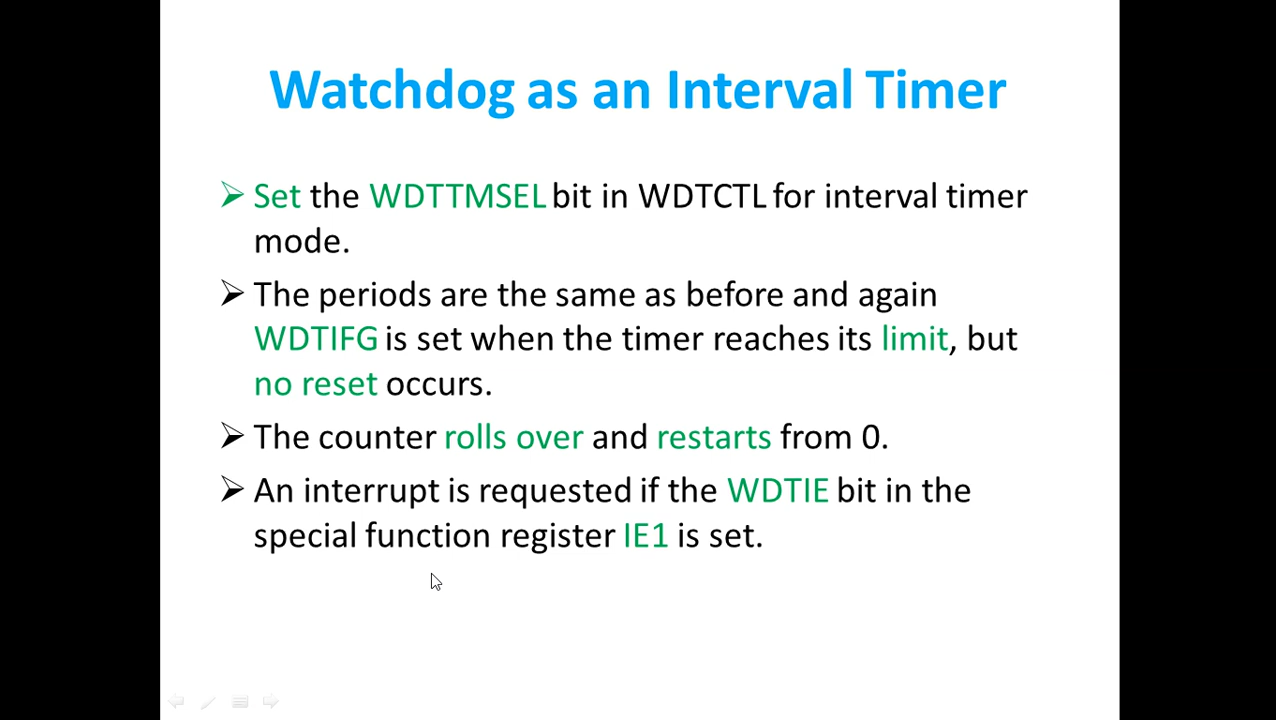 Watchdog as an Interval Timer
Set the WDTTMSEL bit in WDTCTL for interval timer
mode.
The periods are the same as before and again
WDTIFG is set when the timer reaches its limit, but
no reset occurs.
The counter rolls over and restarts from 0.
An interrupt is requested if the WDTIE bit in the
special function register IE1 is set.